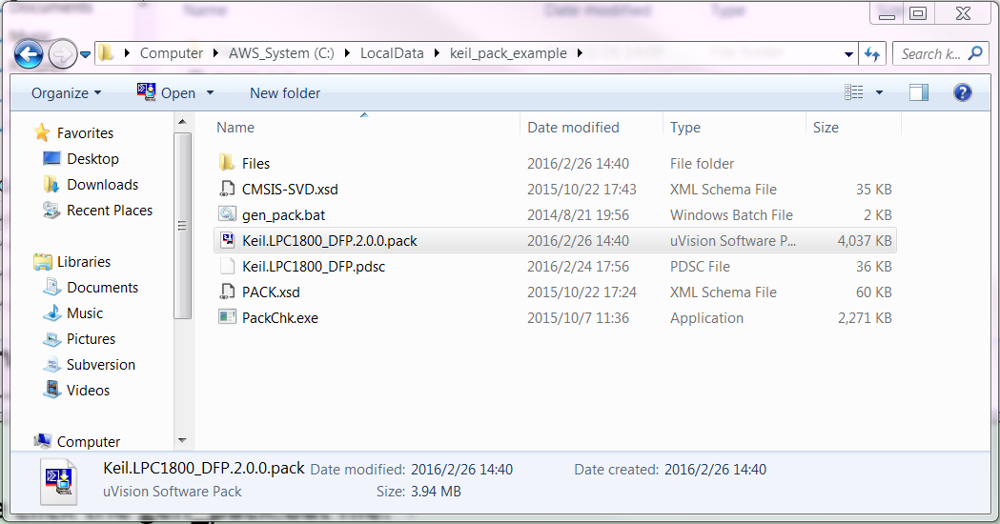 Documents
Name Date modified Type
Computer AWS_System (C:) LocalData keil_pack_example Search k...
Organize Open New folder
Name Date modified Type Size
Favorites
Desktop
Downloads
Recent Places
Libraries
Documents
Music
Pictures
Subversion
Videos
Computer
Files 2016/2/26 14:40 File folder
CMSIS-SVD.xsd 2015/10/22 17:43 XML Schema File 35 KB
gen_pack.bat 2014/8/21 19:56 Windows Batch File 2 KB
Keil.LPC1800_DFP.2.0.0.pack 2016/2/26 14:40 uVision Software P... 4,037 KB
Keil.LPC1800_DFP.pdsc 2016/2/24 17:56 PDSC File 36 KB
PACK.xsd 2015/10/22 17:24 XML Schema File 60 KB
PackChk.exe 2015/10/7 11:36 Application 2,271 KB
Keil.LPC1800_DFP.2.0.0.pack Date modified: 2016/2/26 14:40 Date created: 2016/2/26 14:40
uVision Software Pack Size: 3.94 MB